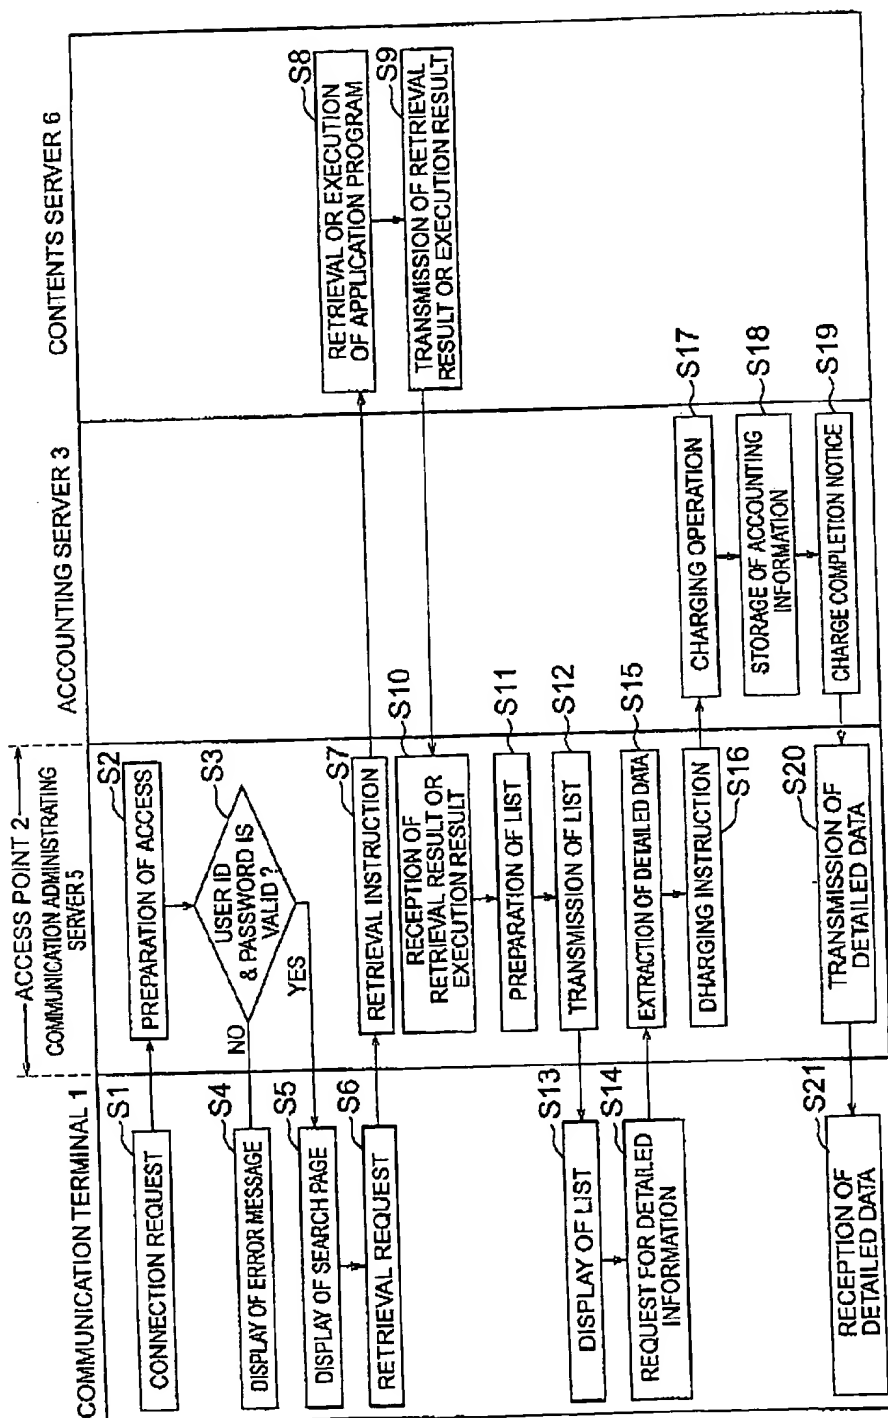 COMMUNICATION TERMINAL 1
ACCESS POINT 2
COMMUNICATION ADMINISTRATING
SERVER 5
ACCOUNTING SERVER 3
CONTENTS SERVER 6
S1
CONNECTION REQUEST
S2
PREPARATION OF ACCESS
S3
USER ID
& PASSWORD IS
VALID ?
NO
YES
S4
DISPLAY OF ERROR MESSAGE
S5
DISPLAY OF SEARCH PAGE
S6
RETRIEVAL REQUEST
S7
RETRIEVAL INSTRUCTION
S8
RETRIEVAL OR EXECUTION
OF APPLICATION PROGRAM
S9
TRANSMISSION OF RETRIEVAL
RESULT OR EXECUTION RESULT
S10
RECEPTION OF
RETRIEVAL RESULT OR
EXECUTION RESULT
S11
PREPARATION OF LIST
S12
TRANSMISSION OF LIST
S13
DISPLAY OF LIST
S14
REQUEST FOR DETAILED
INFORMATION
S15
EXTRACTION OF DETAILED DATA
DHARGING INSTRUCTION
S16
S17
CHARGING OPERATION
S18
STORAGE OF ACCOUNTING
INFORMATION
S19
CHARGE COMPLETION NOTICE
S20
TRANSMISSION OF
DETAILED DATA
S21
RECEPTION OF
DETAILED DATA